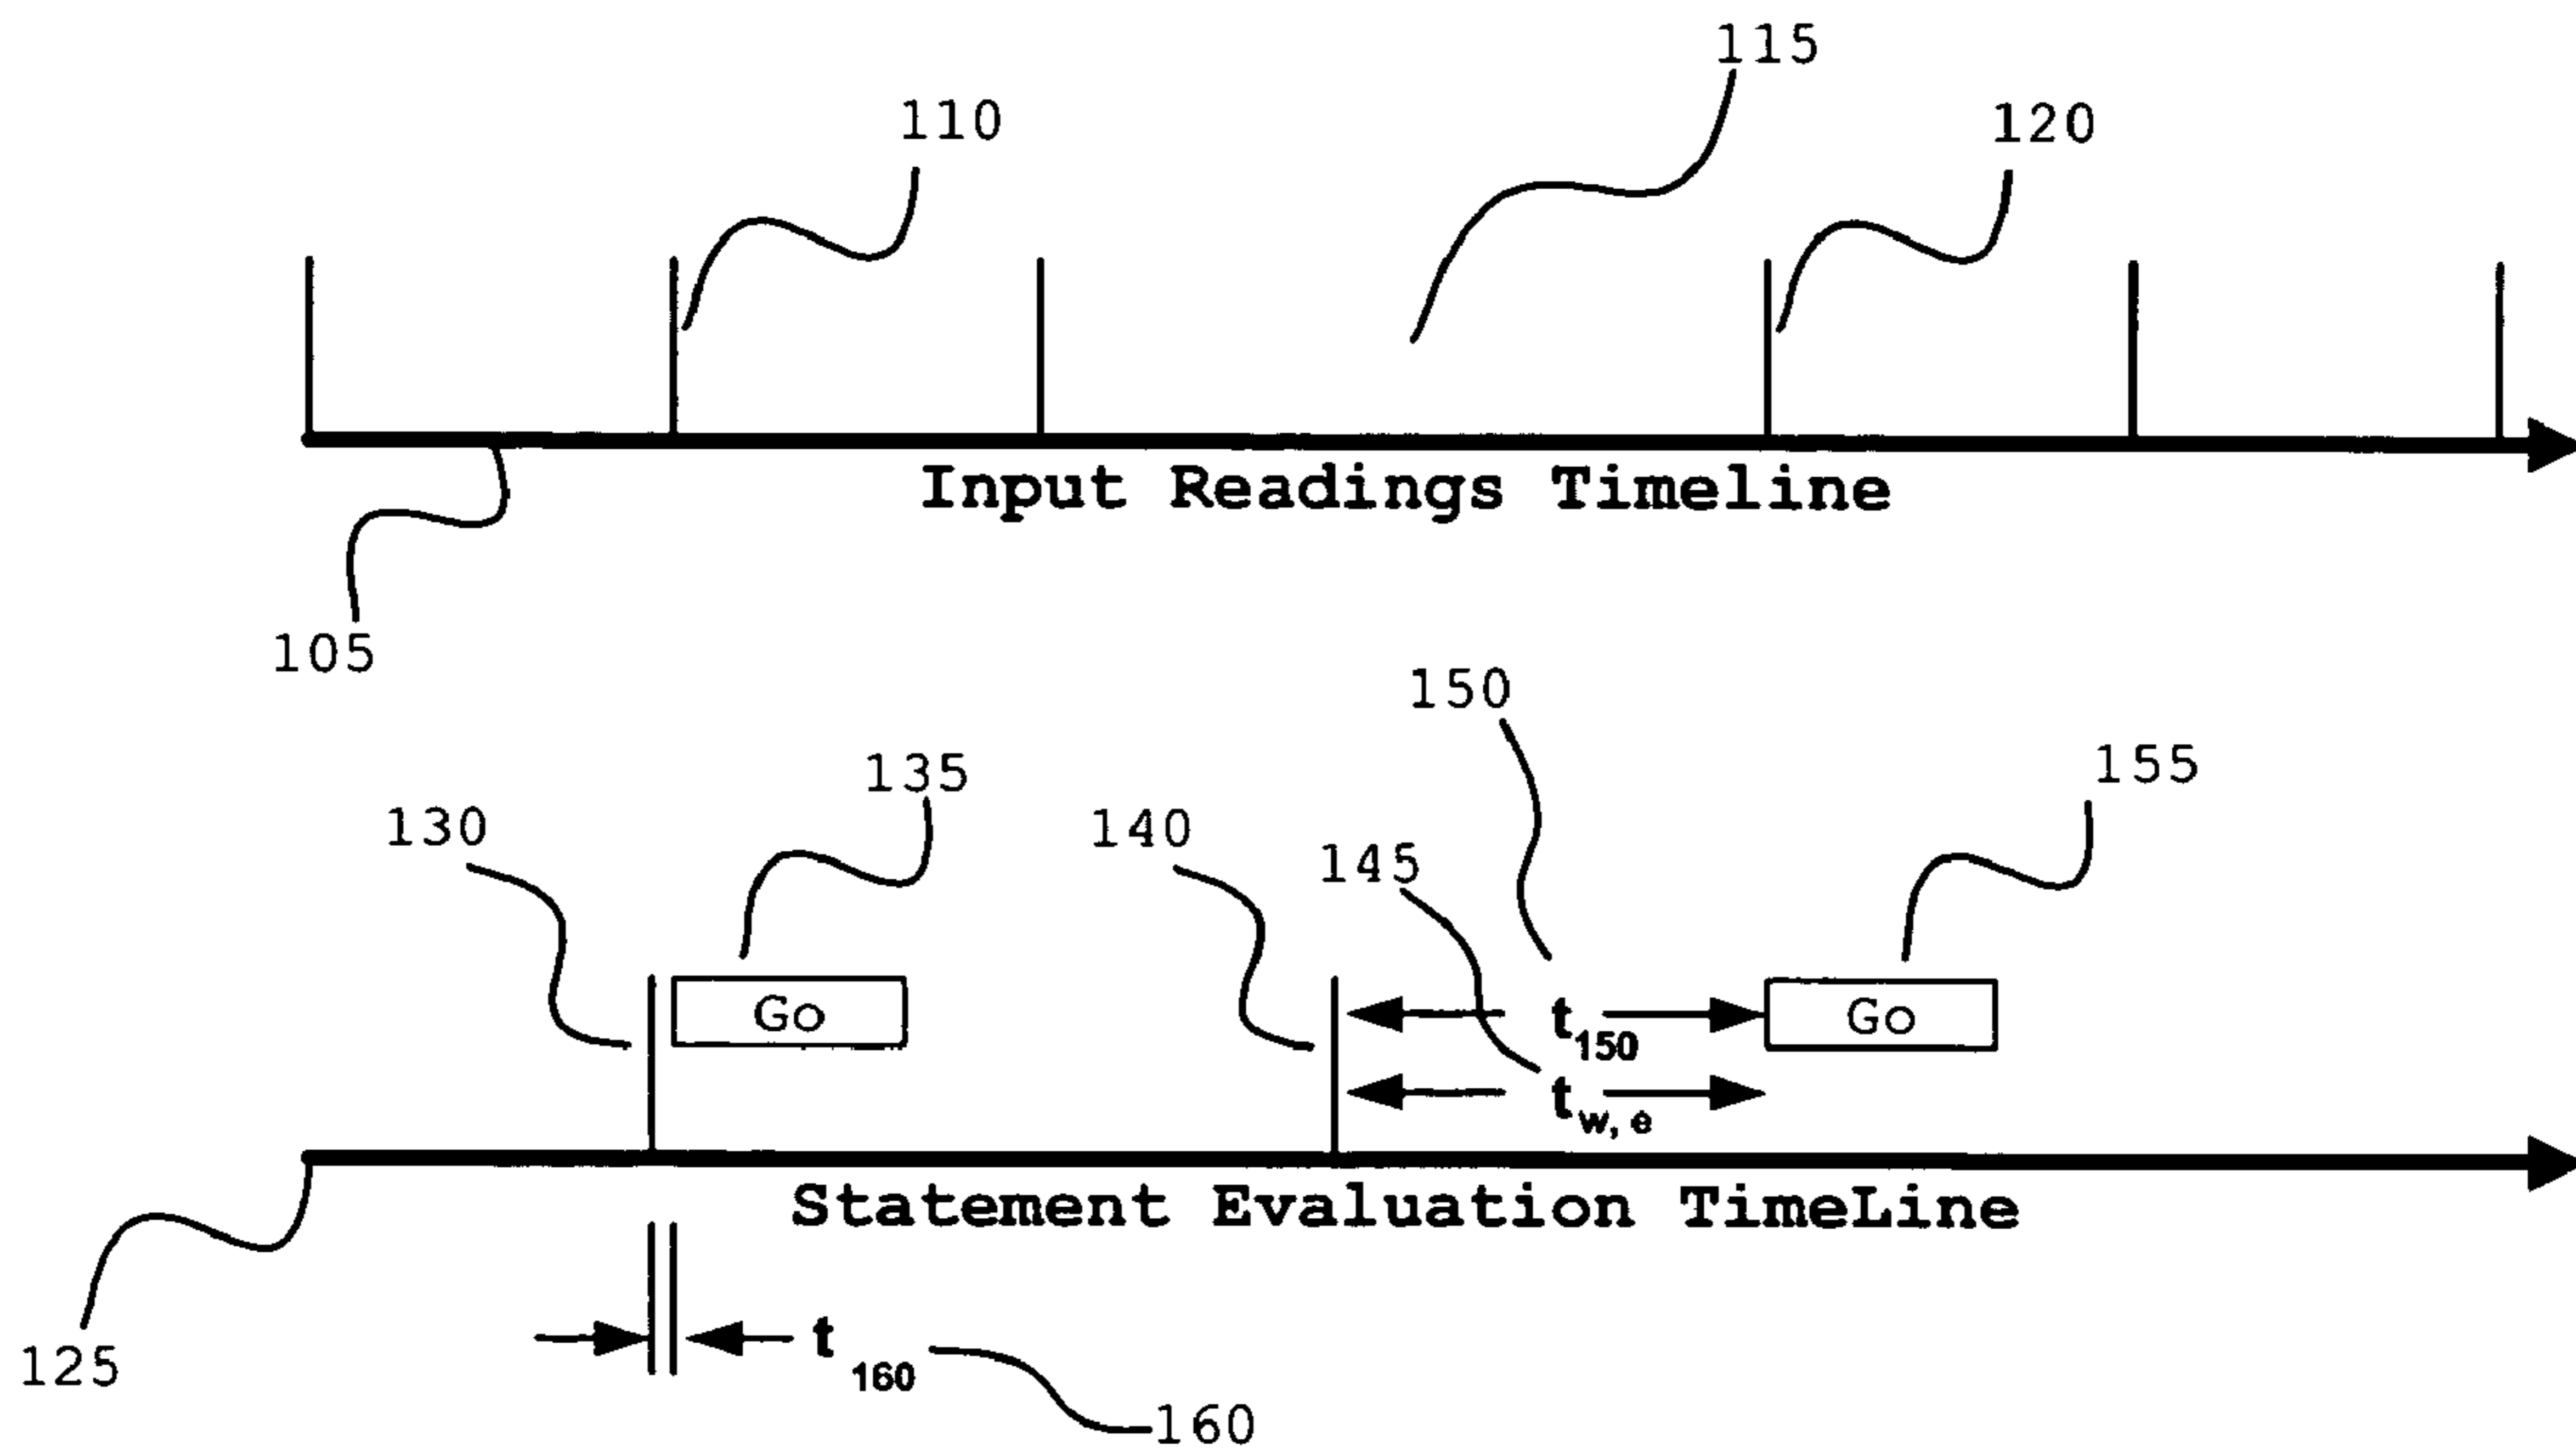 115
110
120
Input Readings Timeline
105
150
135
155
130
140
145
Go
t150
Go
tw, e
Statement Evaluation TimeLine
t160
125
160